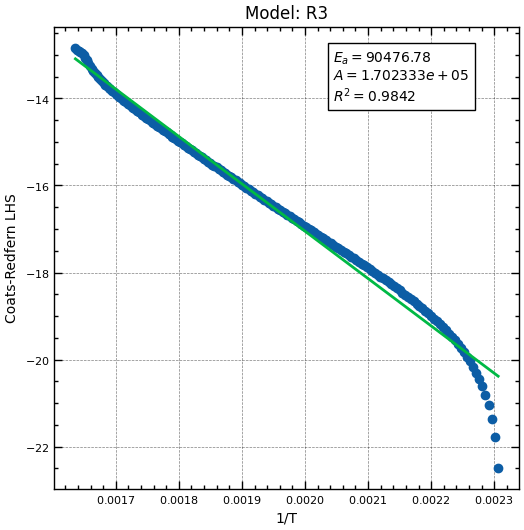 Model: R3
E_a = 90476.78
A = 1.702333e + 05
R^2 = 0.9842
−14
−16
−18
−20
−22
Coats-Redfern LHS
0.0017 0.0018 0.0019 0.0020 0.0021 0.0022 0.0023
1/T